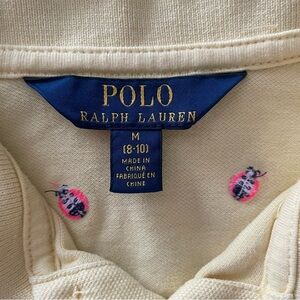 POLO
RALPH LAUREN
M
(8-10)
MADE IN
CHINA
FABRIQUÉ EN
CHINE